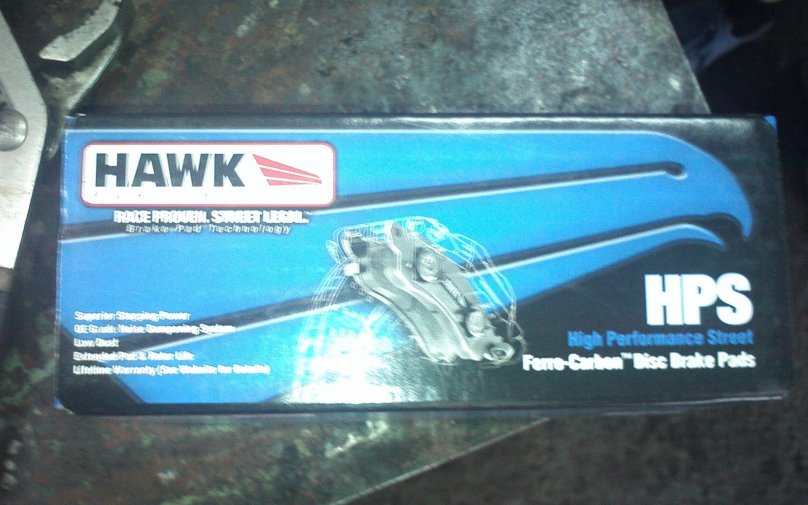 HAWK
RACE PROVEN. STREET LEGAL.
Brake Pad Technology
Superior Stopping Power
OE Grade Noise Dampening System
Low Dust
Extended Pad & Rotor Life
Lifetime Warranty (See Website for Details)
HPS
High Performance Street
Ferro-Carbon™ Disc Brake Pads